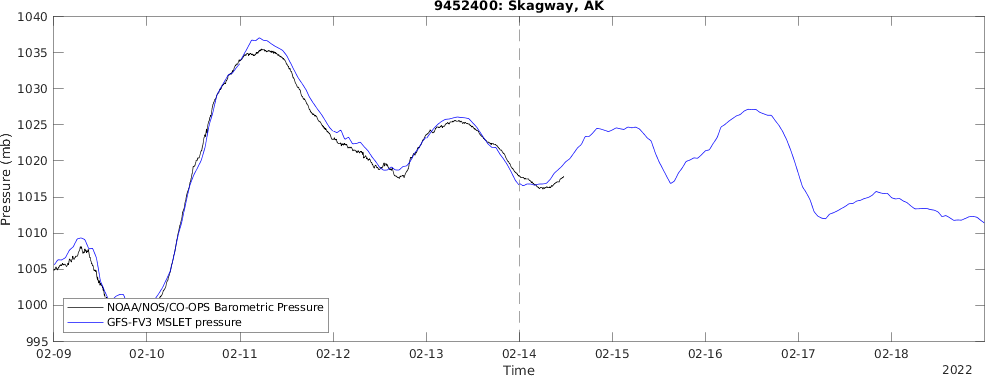 9452400: Skagway, AK
1040
1035
1030
1025
1020
1015
1010
1005
1000
995
Pressure (mb)
NOAA/NOS/CO-OPS Barometric Pressure
GFS-FV3 MSLET pressure
02-09 02-10 02-11 02-12 02-13 02-14 02-15 02-16 02-17 02-18
Time
2022